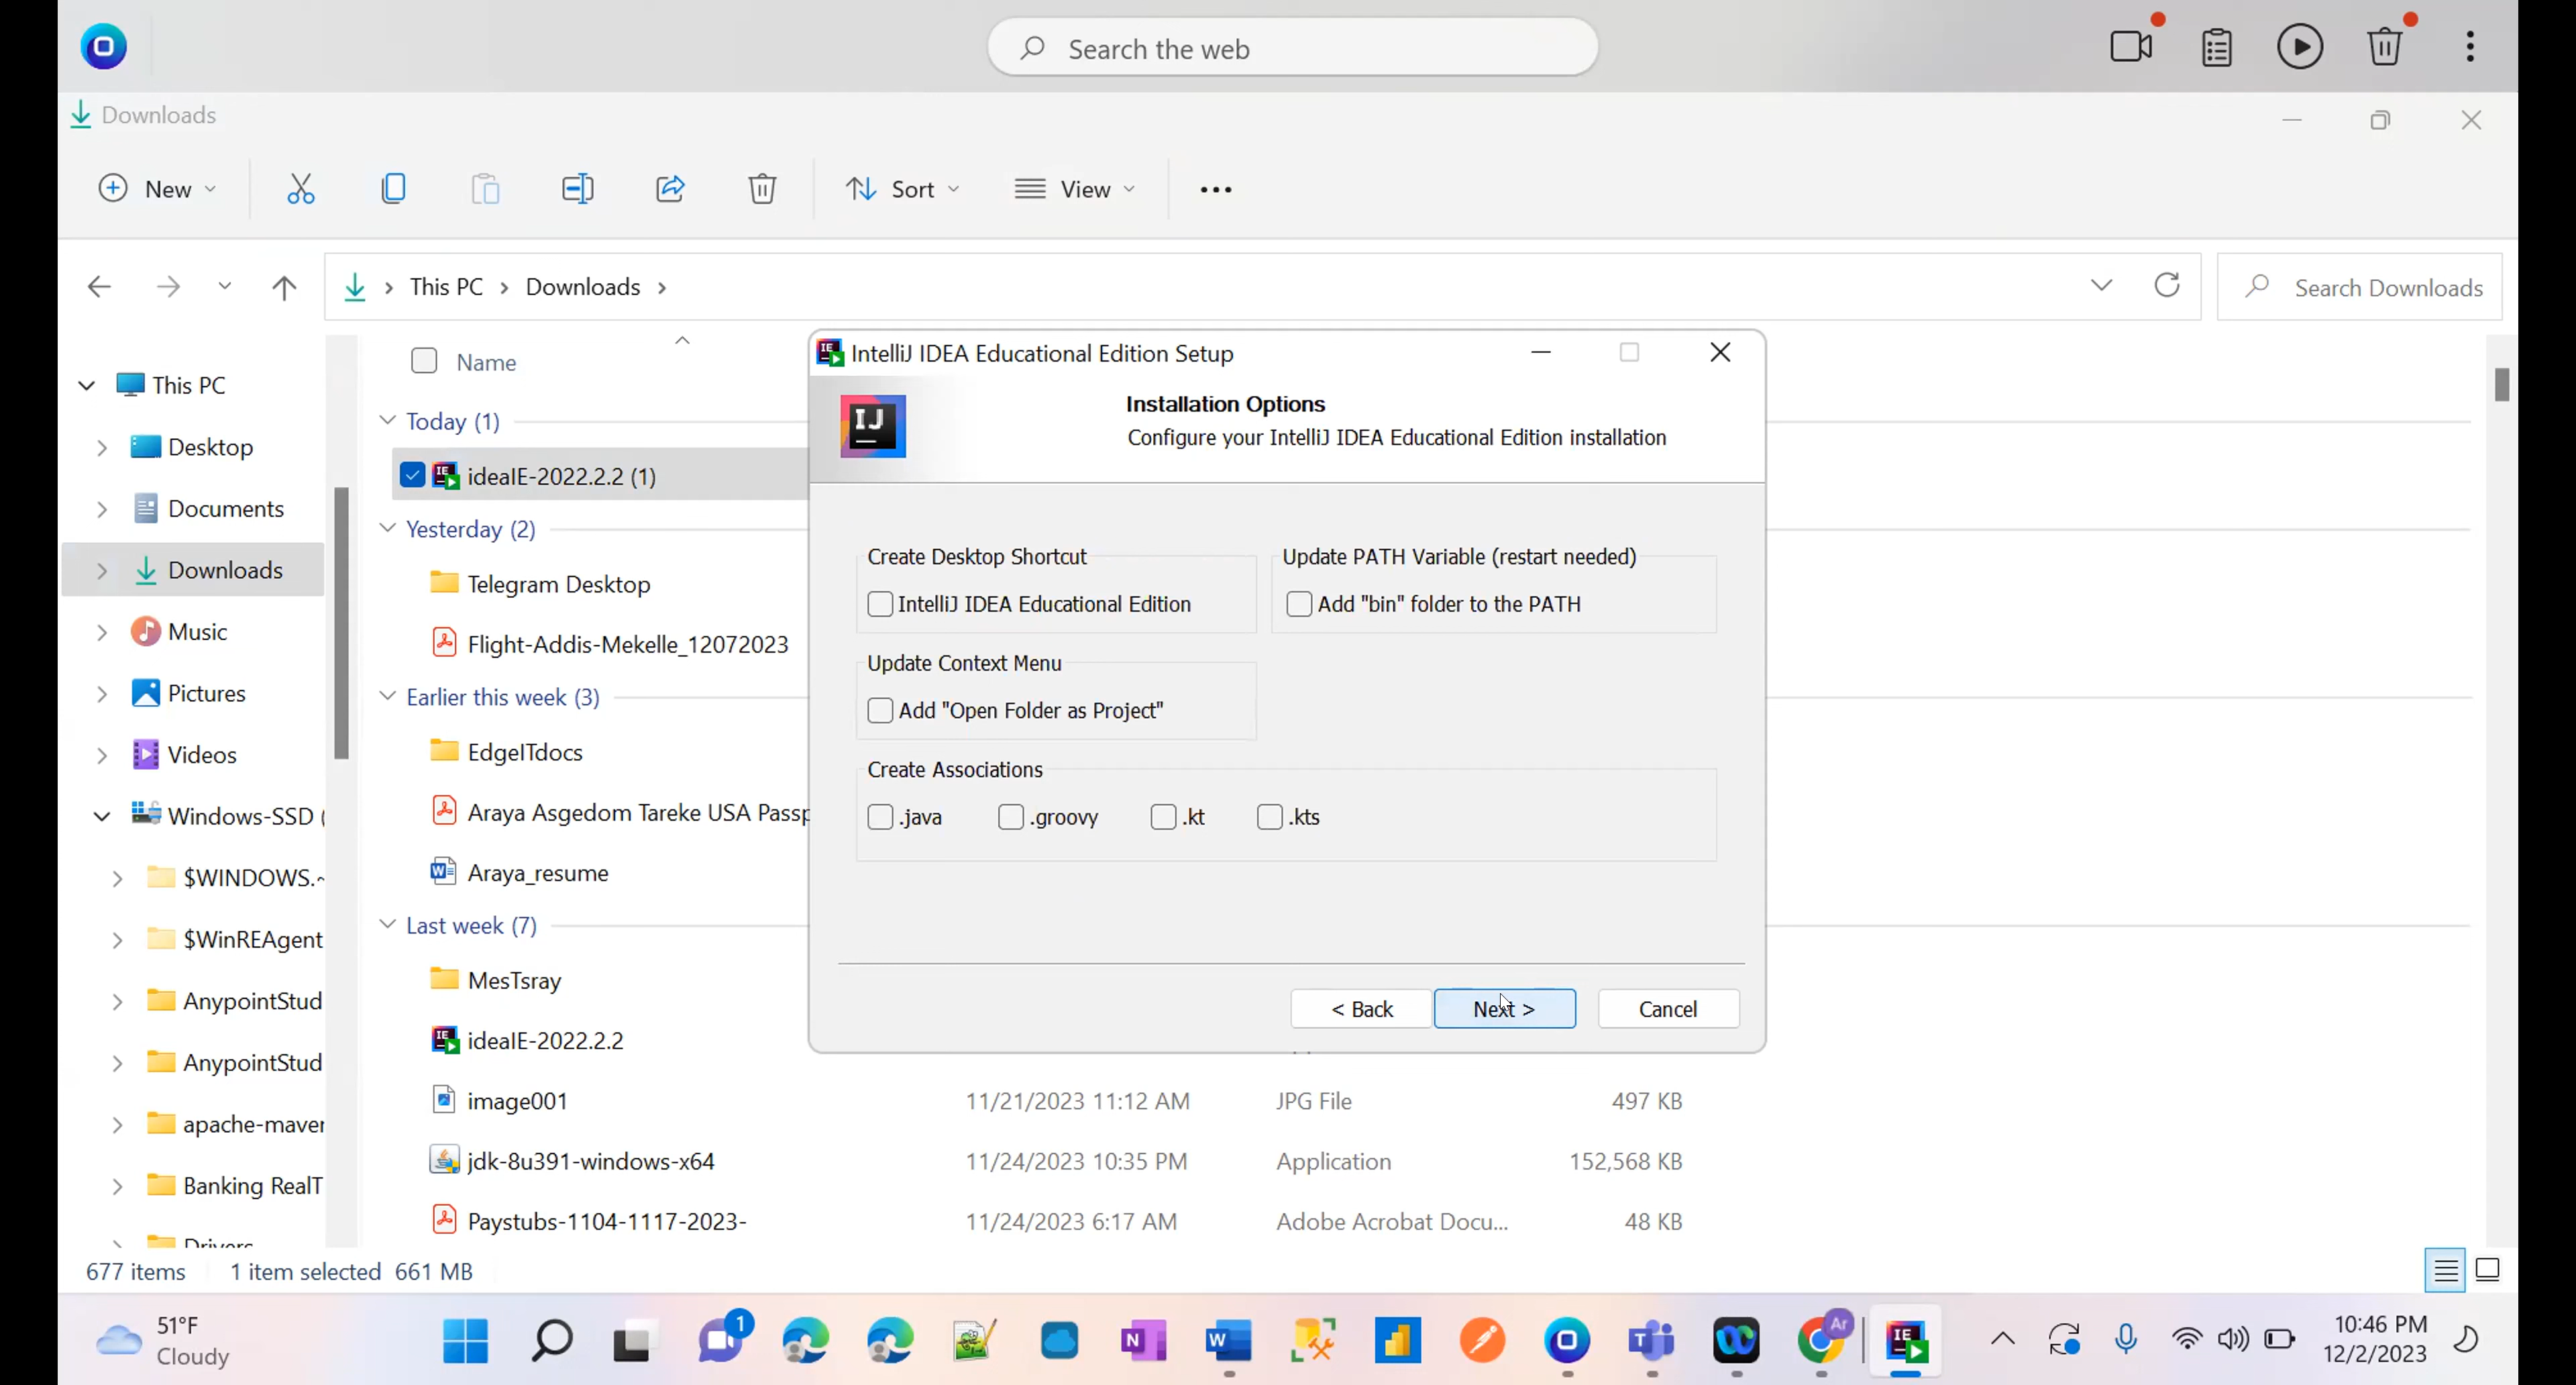 Search the web
Downloads
New
Sort
View
This PC
Downloads
Search Downloads
This PC
Desktop
Documents
Downloads
Music
Pictures
Videos
Windows-SSD (
$WINDOWS.~
$WinREAgent
AnypointStud
AnypointStud
apache-maven
Banking RealT
Drivers
Name
Today (1)
ideaIE-2022.2.2 (1)
Yesterday (2)
Telegram Desktop
Flight-Addis-Mekelle_12072023
Earlier this week (3)
EdgeITdocs
Araya Asgedom Tareke USA Passp
Araya_resume
Last week (7)
MesTsray
ideaIE-2022.2.2
image001 11/21/2023 11:12 AM JPG File 497 KB
jdk-8u391-windows-x64 11/24/2023 10:35 PM Application 152,568 KB
Paystubs-1104-1117-2023- 11/24/2023 6:17 AM Adobe Acrobat Docu... 48 KB
IntelliJ IDEA Educational Edition Setup
Installation Options
Configure your IntelliJ IDEA Educational Edition installation
Create Desktop Shortcut
IntelliJ IDEA Educational Edition
Update PATH Variable (restart needed)
Add "bin" folder to the PATH
Update Context Menu
Add "Open Folder as Project"
Create Associations
.java .groovy .kt .kts
< Back Next > Cancel
677 items 1 item selected 661 MB
51°F
Cloudy
1
Ar
10:46 PM
12/2/2023